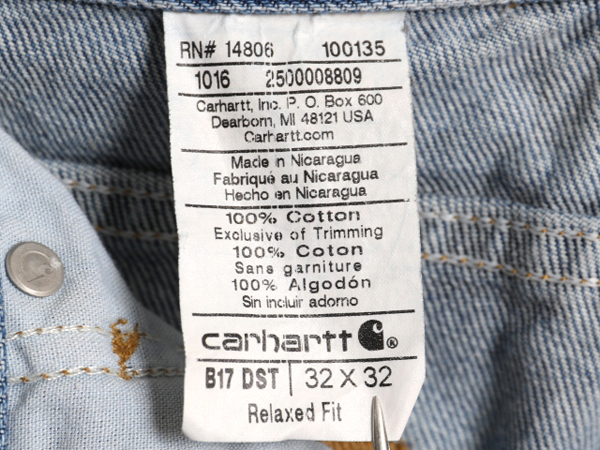 RN# 14806 100135
1016 2500008809
Carhartt, Inc. P. O. Box 600
Dearborn, MI 48121 USA
Carhartt.com
Made in Nicaragua
Fabriqué au Nicaragua
Hecho en Nicaragua
100% Cotton
Exclusive of Trimming
100% Coton
Sans garniture
100% Algodón
Sin incluir adorno
carhartt ®
B17 DST 32 X 32
Relaxed Fit